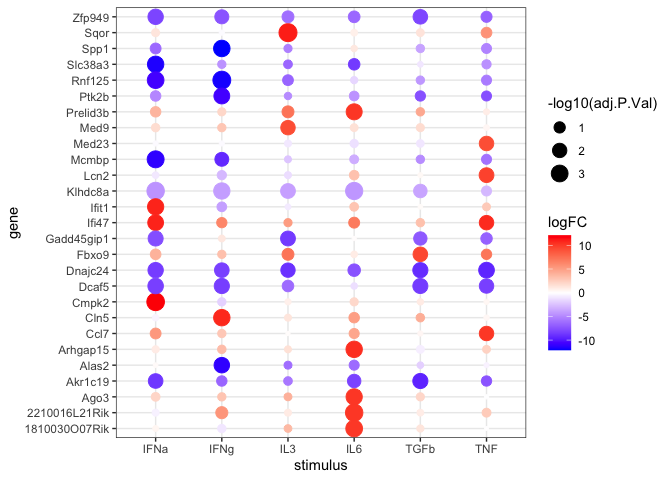 gene
Zfp949
Sqor
Spp1
Slc38a3
Rnf125
Ptk2b
Prelid3b
Med9
Med23
Mcmbp
Lcn2
Klhdc8a
Ifit1
Ifi47
Gadd45gip1
Fbxo9
Dnajc24
Dcaf5
Cmpk2
Cln5
Ccl7
Arhgap15
Alas2
Akr1c19
Ago3
2210016L21Rik
1810030O07Rik
IFNa IFNg IL3 IL6 TGFb TNF
stimulus
-log10(adj.P.Val)
1
2
3
logFC
10
5
0
-5
-10